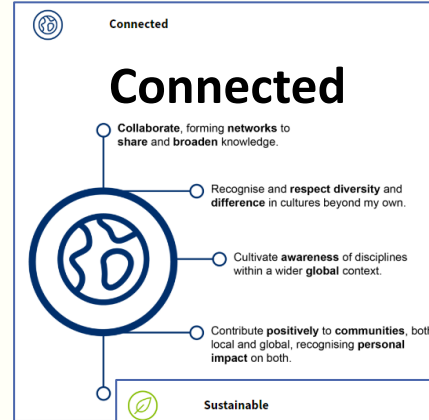 Connected
Connected
Collaborate, forming networks to
share and broaden knowledge.
Recognise and respect diversity and
difference in cultures beyond my own.
Cultivate awareness of disciplines
within a wider global context.
Contribute positively to communities, both
local and global, recognising personal
impact on both.
Sustainable